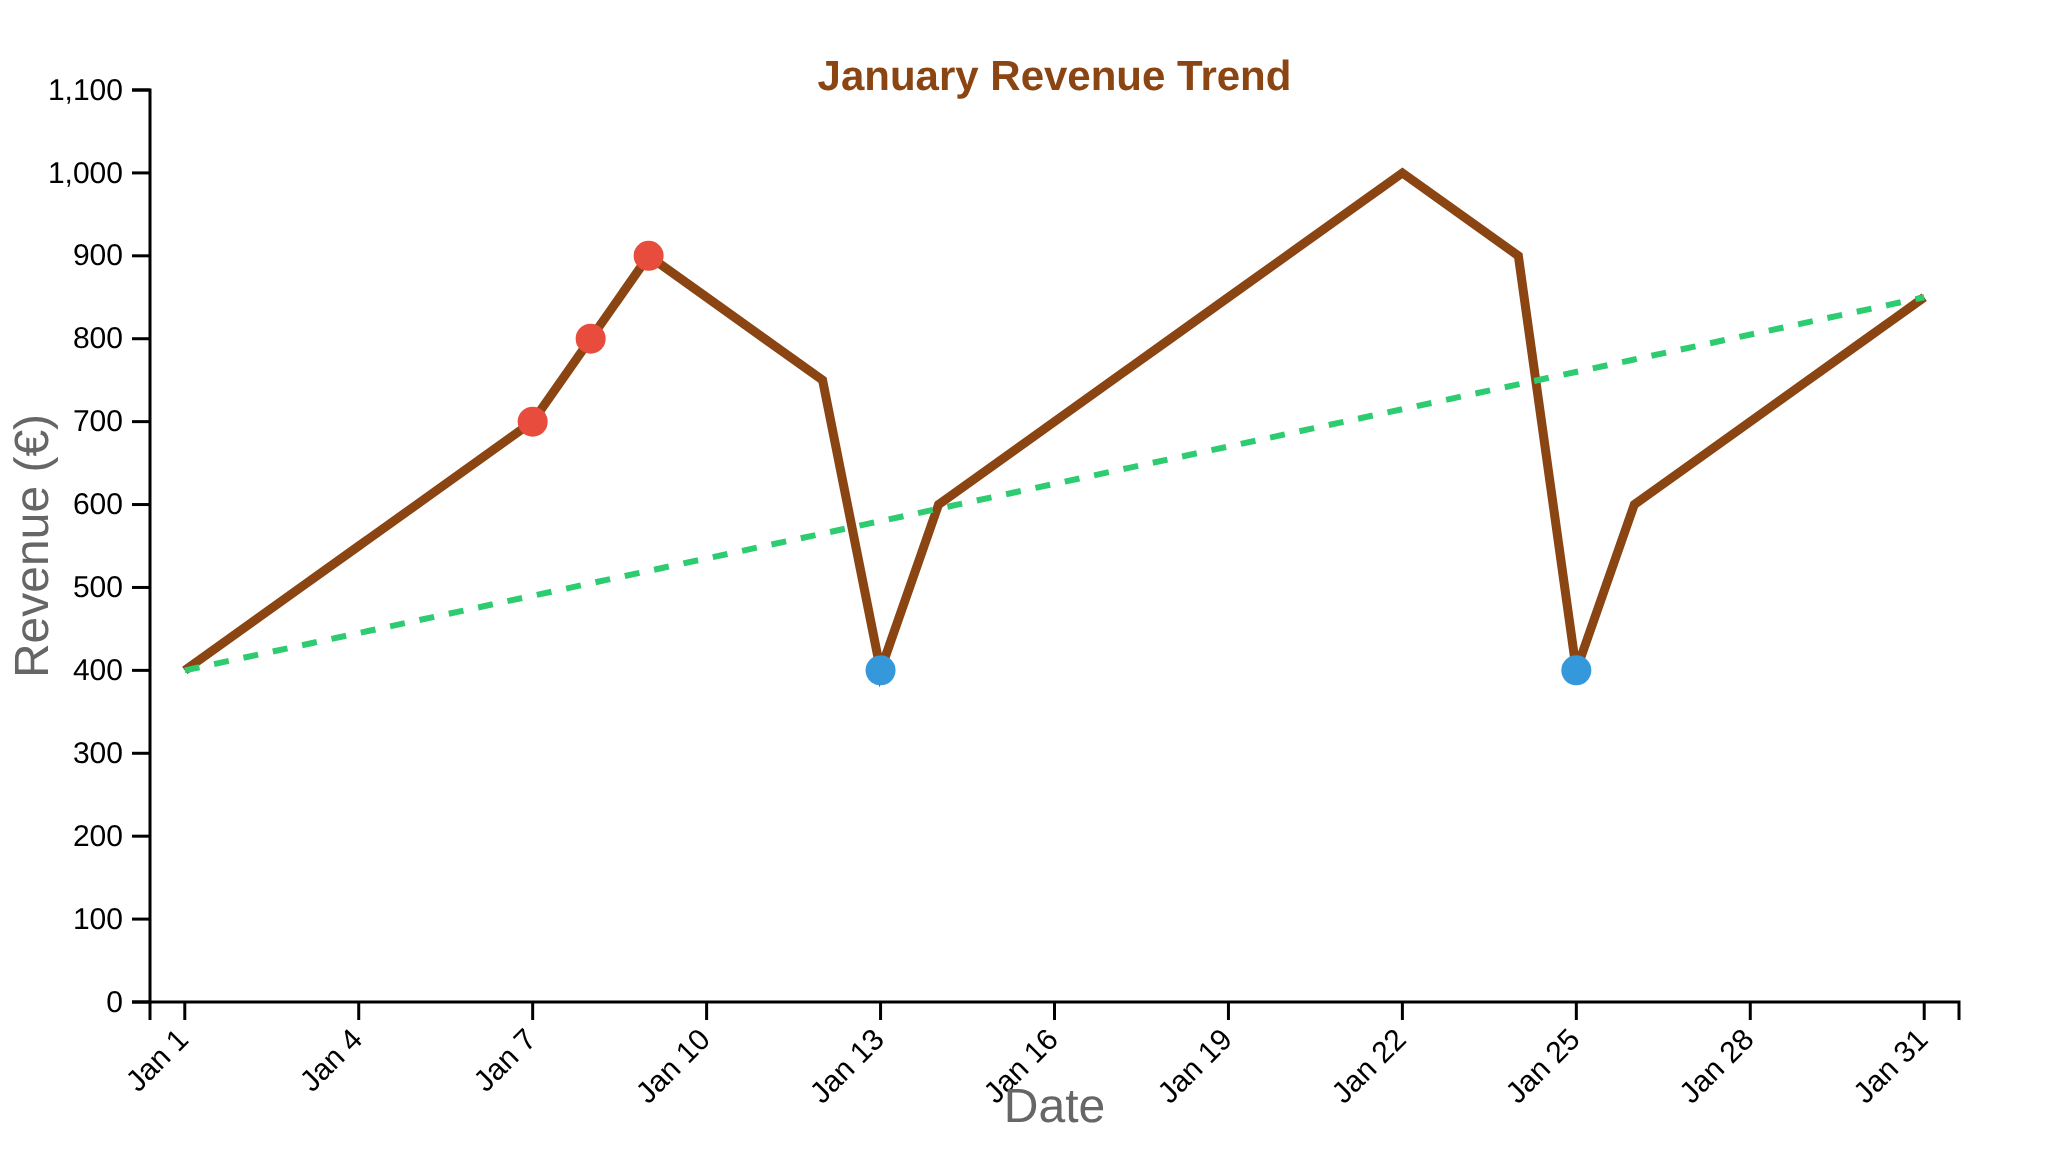 January Revenue Trend
1,100
1,000
900
800
700
600
500
400
300
200
100
0
Revenue (€)
Jan 1
Jan 4
Jan 7
Jan 10
Jan 13
Jan 16
Jan 19
Jan 22
Jan 25
Jan 28
Jan 31
Date